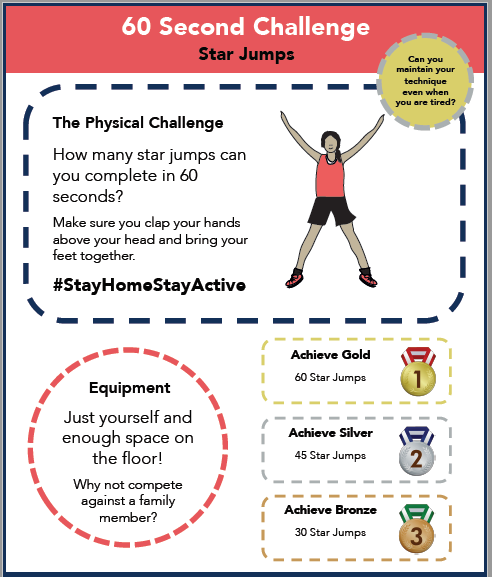 60 Second Challenge
Star Jumps
Can you
maintain your
technique
even when
you are tired?
The Physical Challenge
How many star jumps can
you complete in 60
seconds?
Make sure you clap your hands
above your head and bring your
feet together.
#StayHomeStayActive
Equipment
Just yourself and
enough space on
the floor!
Why not compete
against a family
member?
Achieve Gold
60 Star Jumps
1
Achieve Silver
45 Star Jumps
2
Achieve Bronze
30 Star Jumps
3